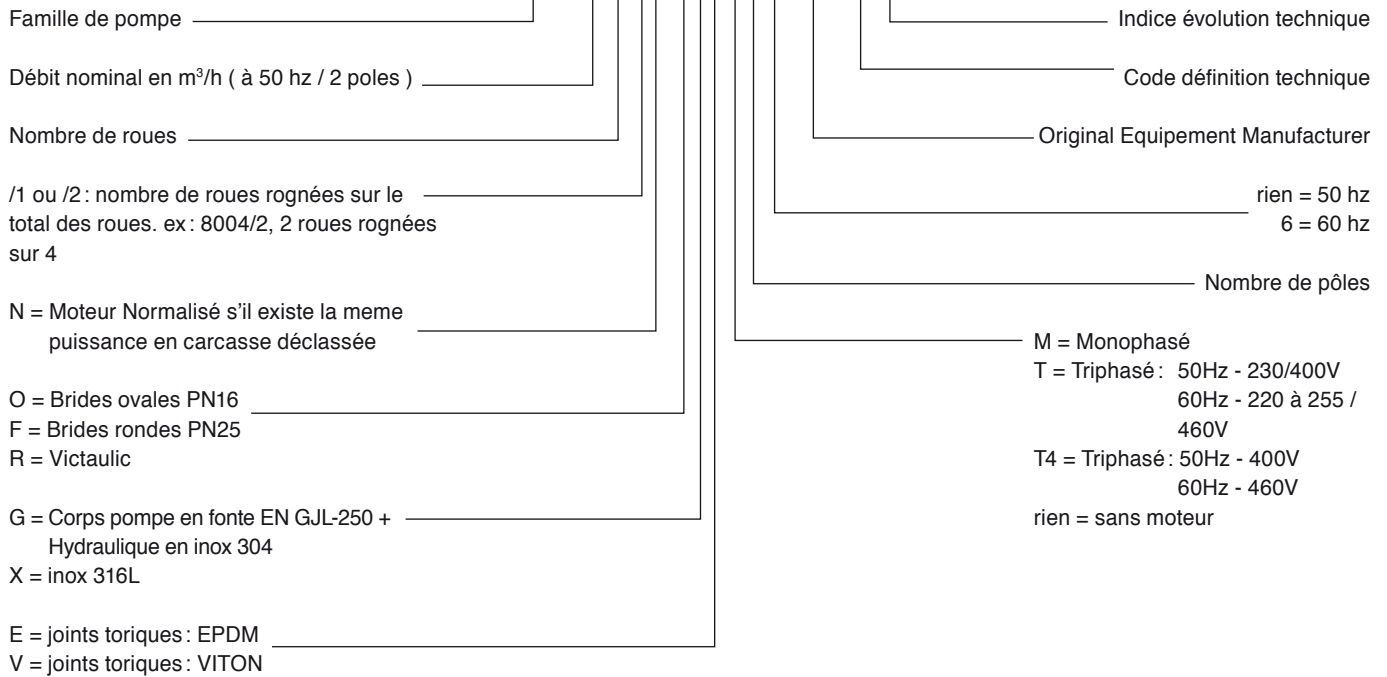 Famille de pompe
Débit nominal en m³/h ( à 50 hz / 2 poles )
Nombre de roues
/1 ou /2 : nombre de roues rognées sur le
total des roues. ex : 8004/2, 2 roues rognées
sur 4
N = Moteur Normalisé s’il existe la meme
puissance en carcasse déclassée
O = Brides ovales PN16
F = Brides rondes PN25
R = Victaulic
G = Corps pompe en fonte EN GJL-250 +
Hydraulique en inox 304
X = inox 316L
E = joints toriques : EPDM
V = joints toriques : VITON
Indice évolution technique
Code définition technique
Original Equipement Manufacturer
rien = 50 hz
6 = 60 hz
Nombre de pôles
M = Monophasé
T = Triphasé : 50Hz - 230/400V
60Hz - 220 à 255 /
460V
T4 = Triphasé : 50Hz - 400V
60Hz - 460V
rien = sans moteur